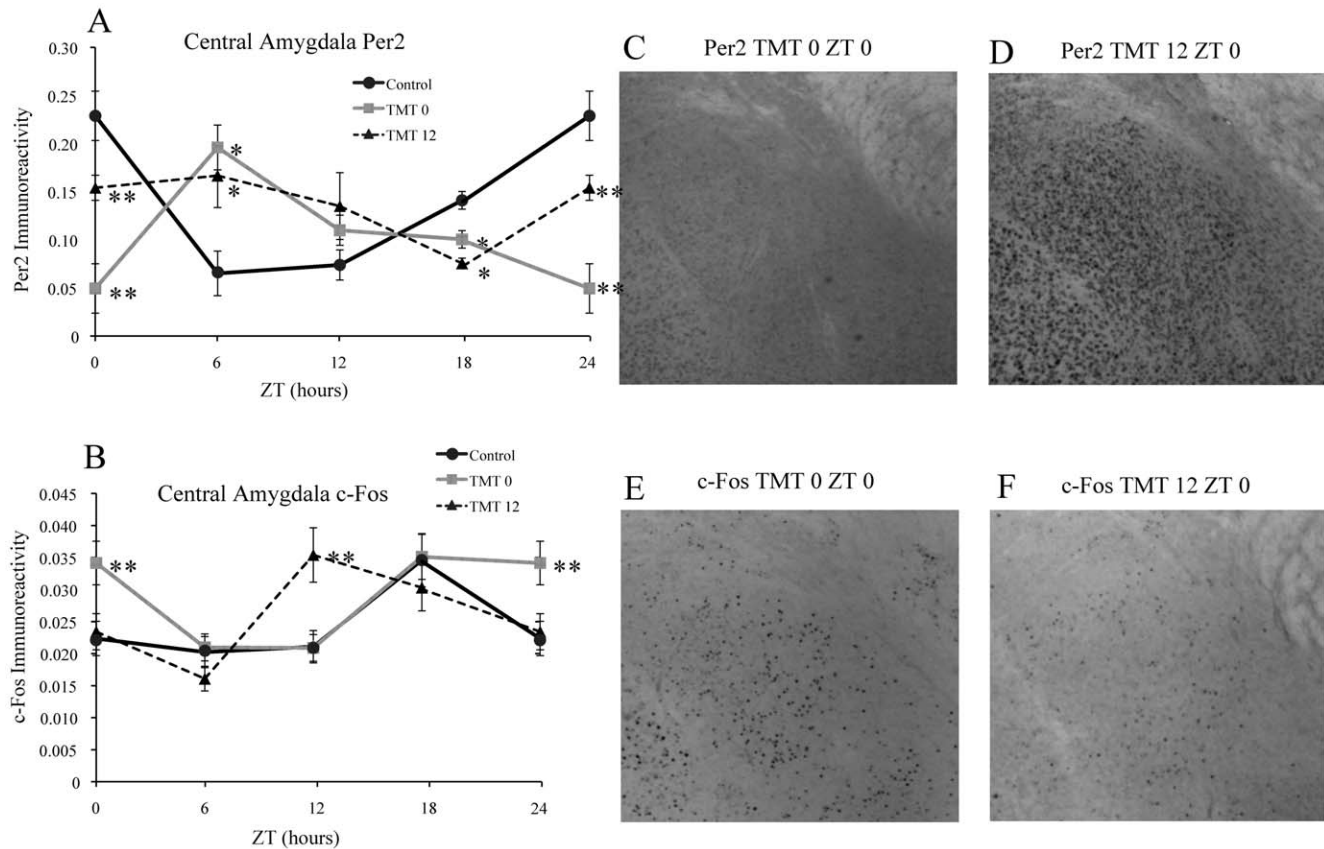 A
Central Amygdala Per2
Control
TMT 0
TMT 12
Per2 Immunoreactivity
0.30
0.25
0.20
0.15
0.10
0.05
0
**
**
*
*
*
*
**
**
0
6
12
18
24
ZT (hours)
C
Per2 TMT 0 ZT 0
D
Per2 TMT 12 ZT 0
B
Central Amygdala c-Fos
Control
TMT 0
TMT 12
c-Fos Immunoreactivity
0.045
0.040
0.035
0.030
0.025
0.020
0.015
0.010
0.005
0
**
**
**
0
6
12
18
24
ZT (hours)
E
c-Fos TMT 0 ZT 0
F
c-Fos TMT 12 ZT 0